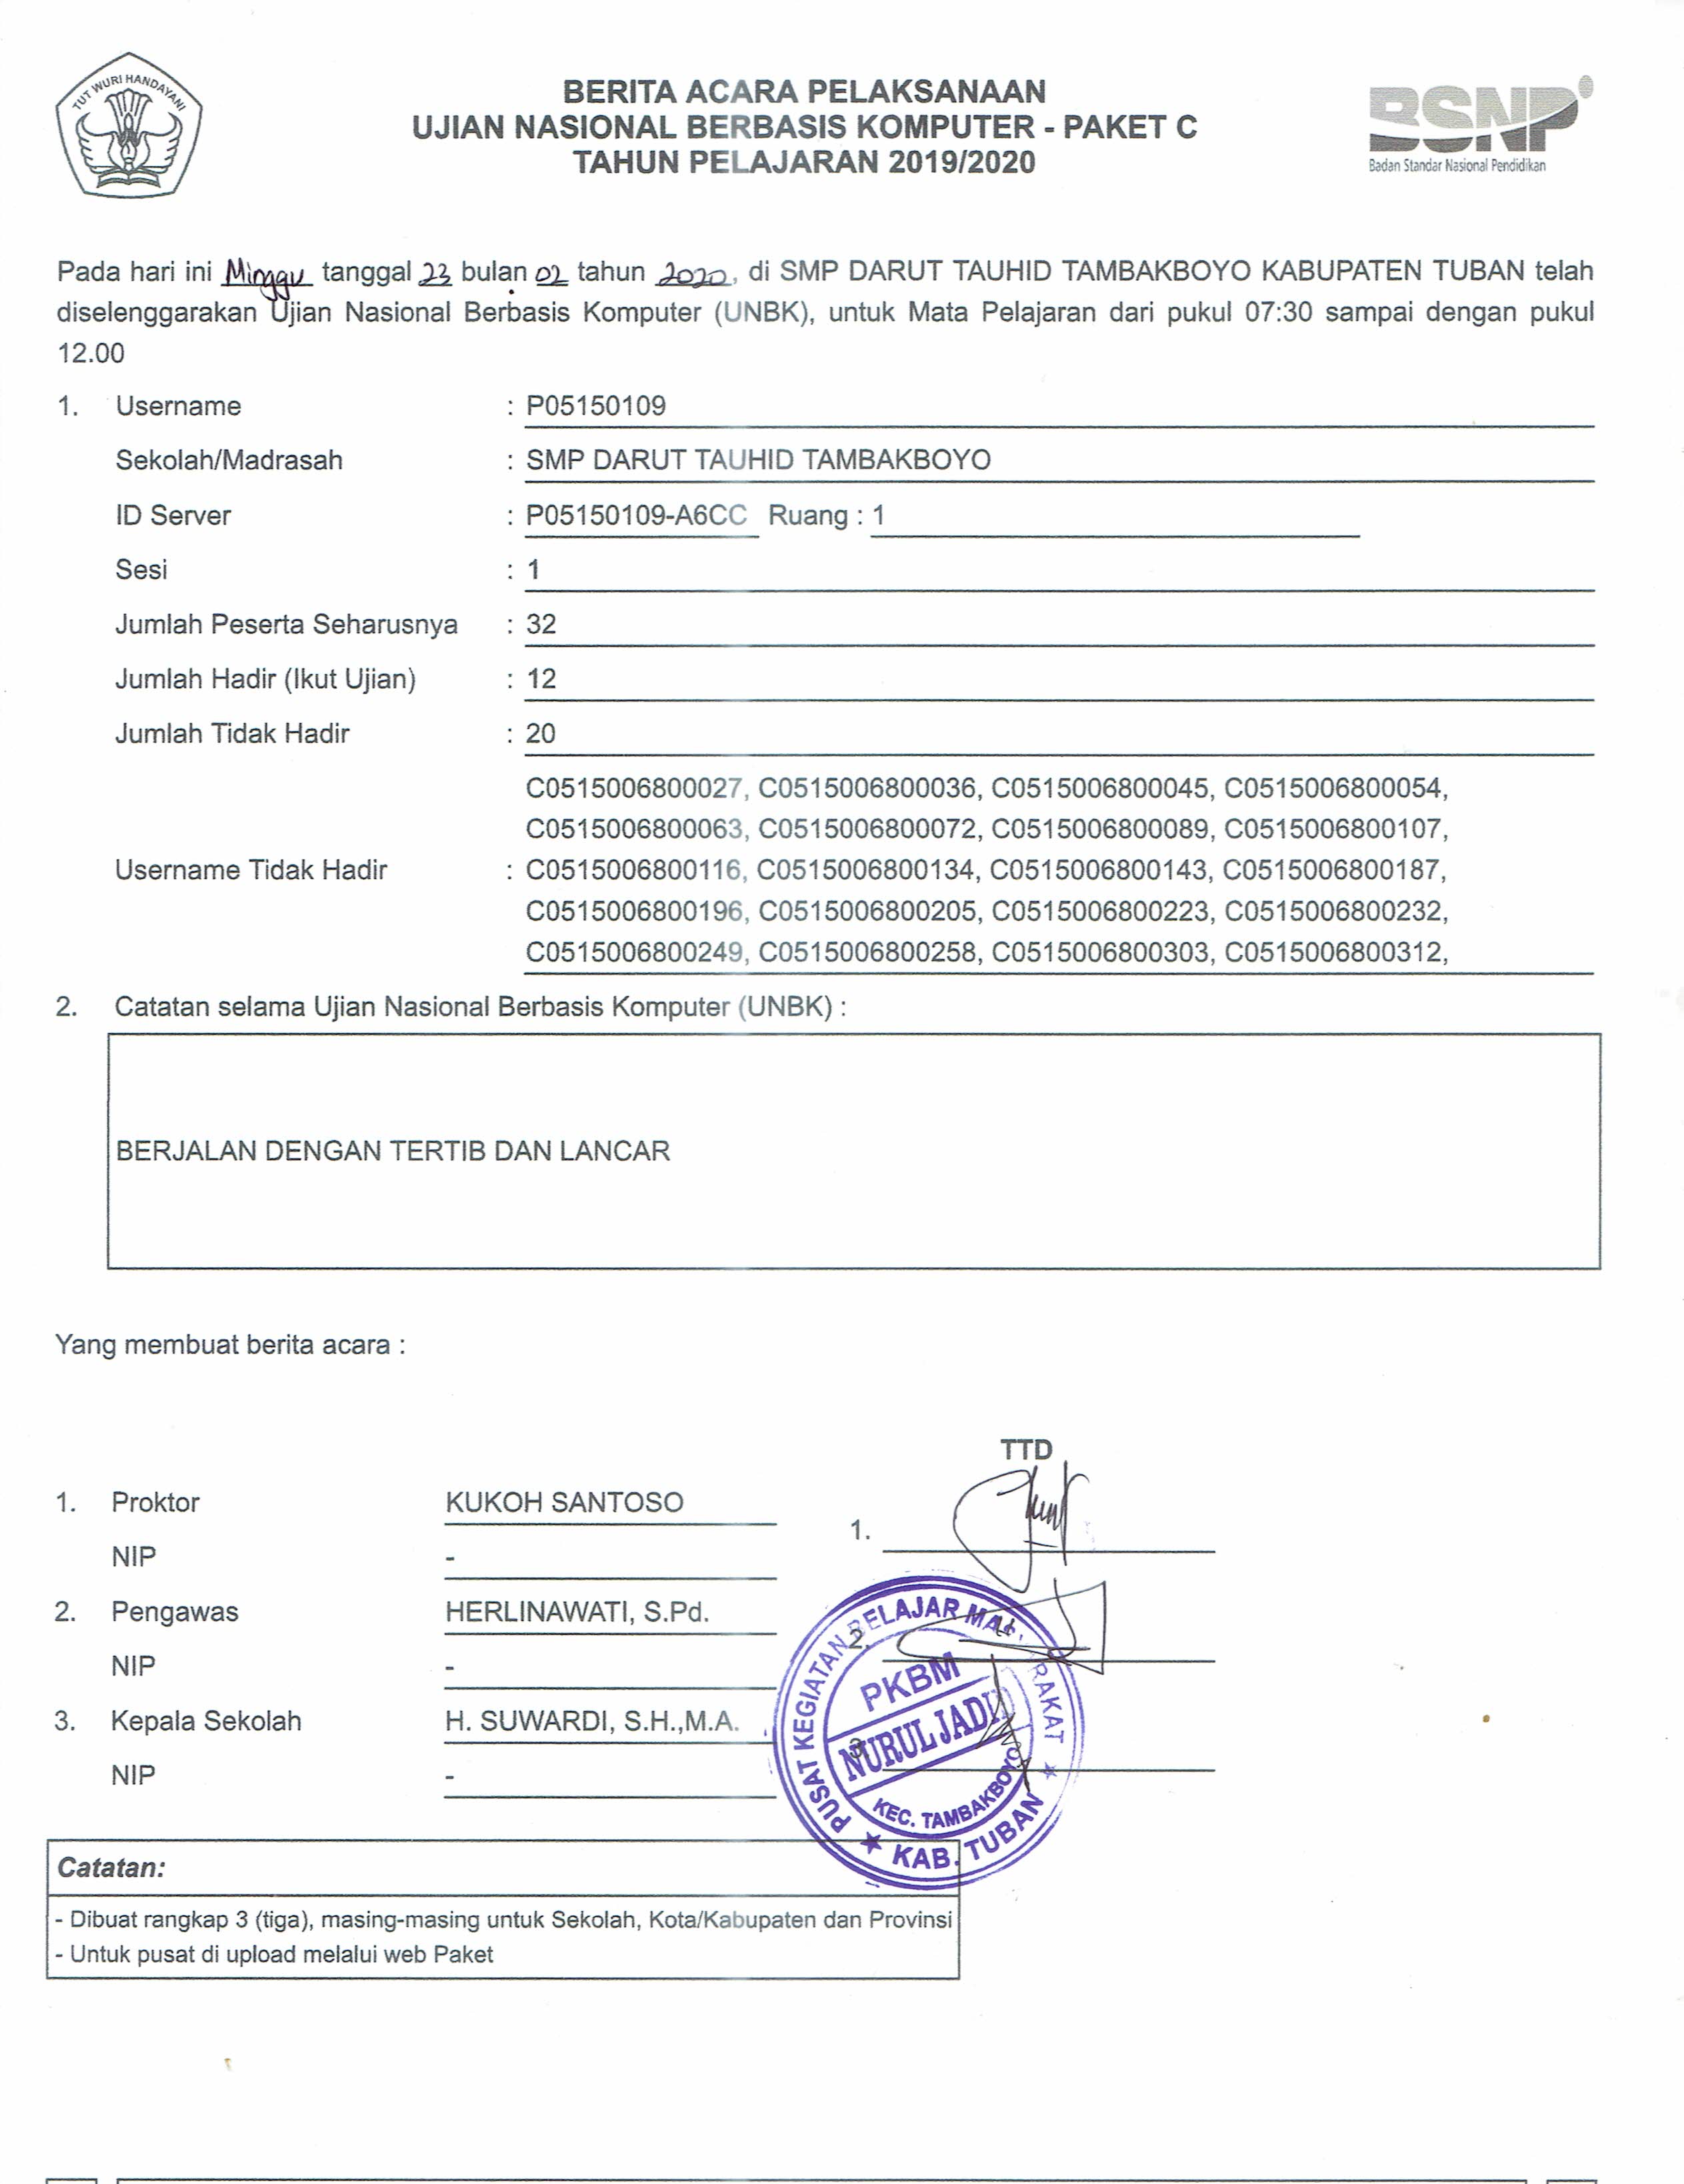 TUT WURI HANDAYANI
BERITA ACARA PELAKSANAAN
UJIAN NASIONAL BERBASIS KOMPUTER - PAKET C
TAHUN PELAJARAN 2019/2020
BSNP
Badan Standar Nasional Pendidikan
Pada hari ini Minggu tanggal 23 bulan 02 tahun 2020, di SMP DARUT TAUHID TAMBAKBOYO KABUPATEN TUBAN telah
diselenggarakan Ujian Nasional Berbasis Komputer (UNBK), untuk Mata Pelajaran dari pukul 07:30 sampai dengan pukul
12.00
1. Username : P05150109
Sekolah/Madrasah : SMP DARUT TAUHID TAMBAKBOYO
ID Server : P05150109-A6CC Ruang : 1
Sesi : 1
Jumlah Peserta Seharusnya : 32
Jumlah Hadir (Ikut Ujian) : 12
Jumlah Tidak Hadir : 20
C0515006800027, C0515006800036, C0515006800045, C0515006800054,
C0515006800063, C0515006800072, C0515006800089, C0515006800107,
Username Tidak Hadir : C0515006800116, C0515006800134, C0515006800143, C0515006800187,
C0515006800196, C0515006800205, C0515006800223, C0515006800232,
C0515006800249, C0515006800258, C0515006800303, C0515006800312,
2. Catatan selama Ujian Nasional Berbasis Komputer (UNBK) :
BERJALAN DENGAN TERTIB DAN LANCAR
Yang membuat berita acara :
TTD
1. Proktor KUKOH SANTOSO 1.
NIP -
2. Pengawas HERLINAWATI, S.Pd. 2.
NIP -
3. Kepala Sekolah H. SUWARDI, S.H.,M.A. 3.
NIP -
PUSAT KEGIATAN BELAJAR
PKBM
NURUL JADID
KEC. TAMBAKBOYO
KAB. TUBAN
Catatan:
- Dibuat rangkap 3 (tiga), masing-masing untuk Sekolah, Kota/Kabupaten dan Provinsi
- Untuk pusat di upload melalui web Paket